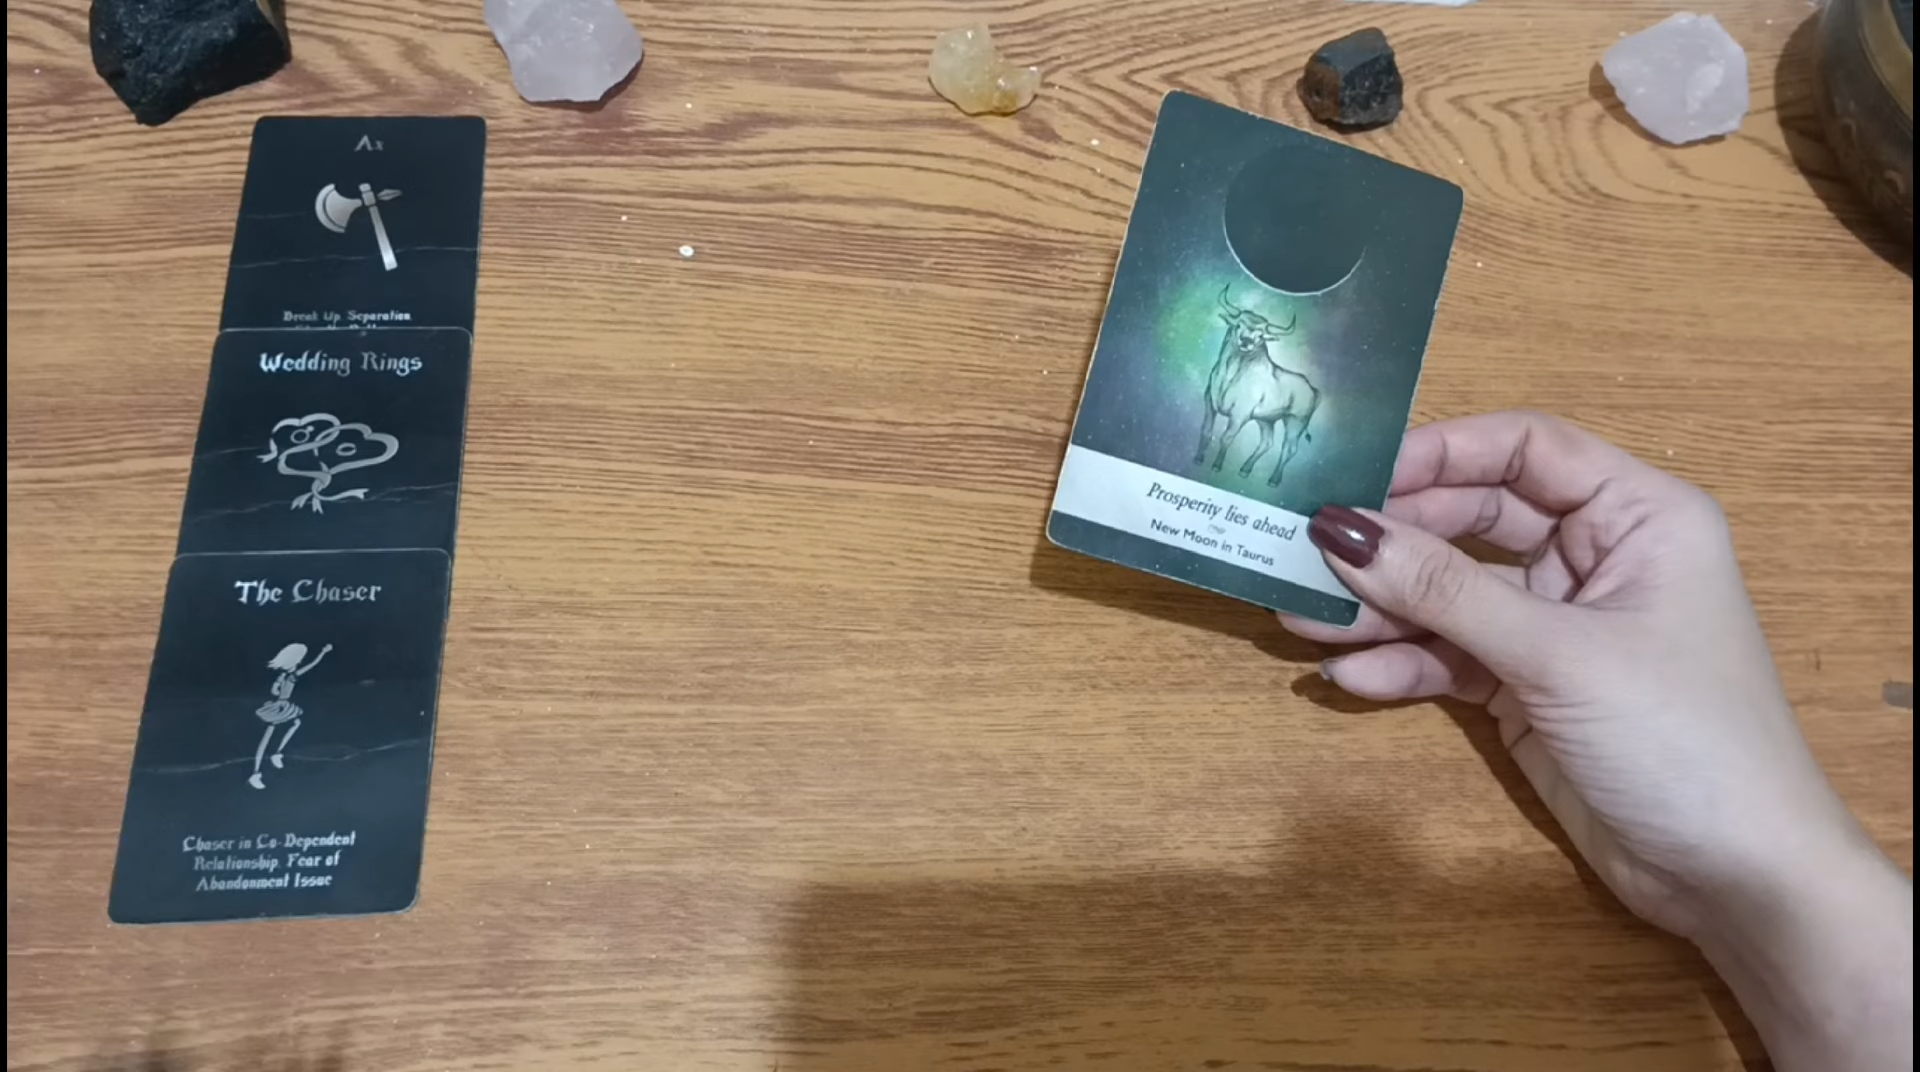 Ax
Break Up, Separation
Wedding Rings
The Chaser
Chaser in Co-Dependent
Relationship, Fear of
Abandonment Issue
Prosperity lies ahead
New Moon in Taurus